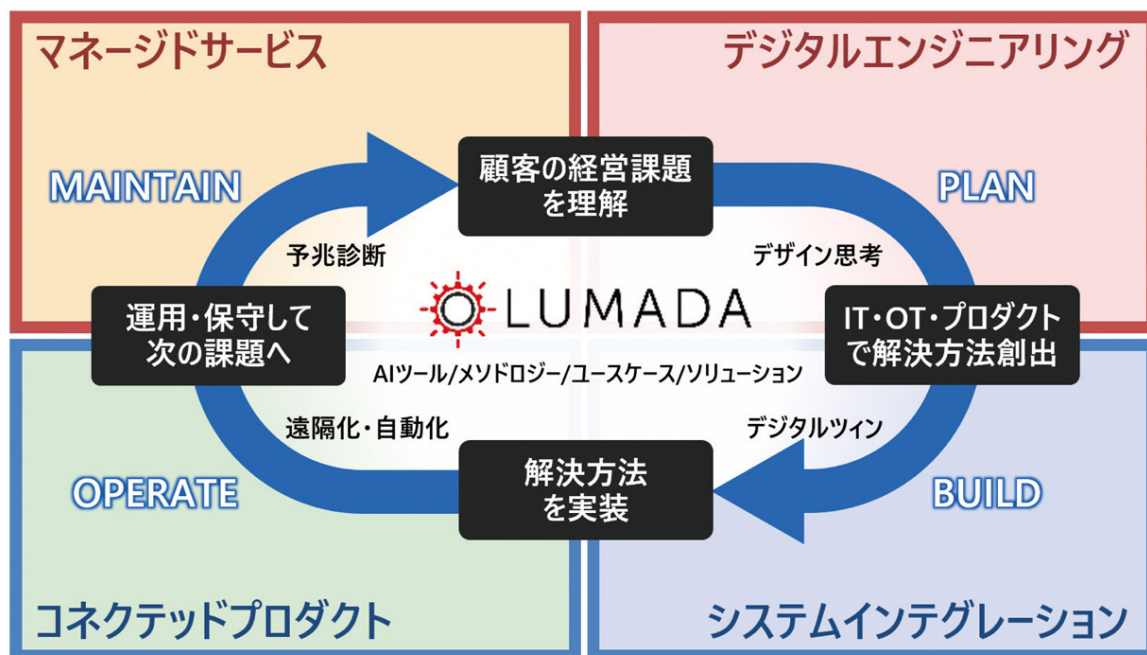 マネージドサービス
デジタルエンジニアリング
MAINTAIN
顧客の経営課題
を理解
PLAN
予兆診断
デザイン思考
運用・保守して
次の課題へ
LUMADA
IT・OT・プロダクト
で解決方法創出
AIツール/メソドロジー/ユースケース/ソリューション
遠隔化・自動化
デジタルツイン
OPERATE
解決方法
を実装
BUILD
コネクテッドプロダクト
システムインテグレーション